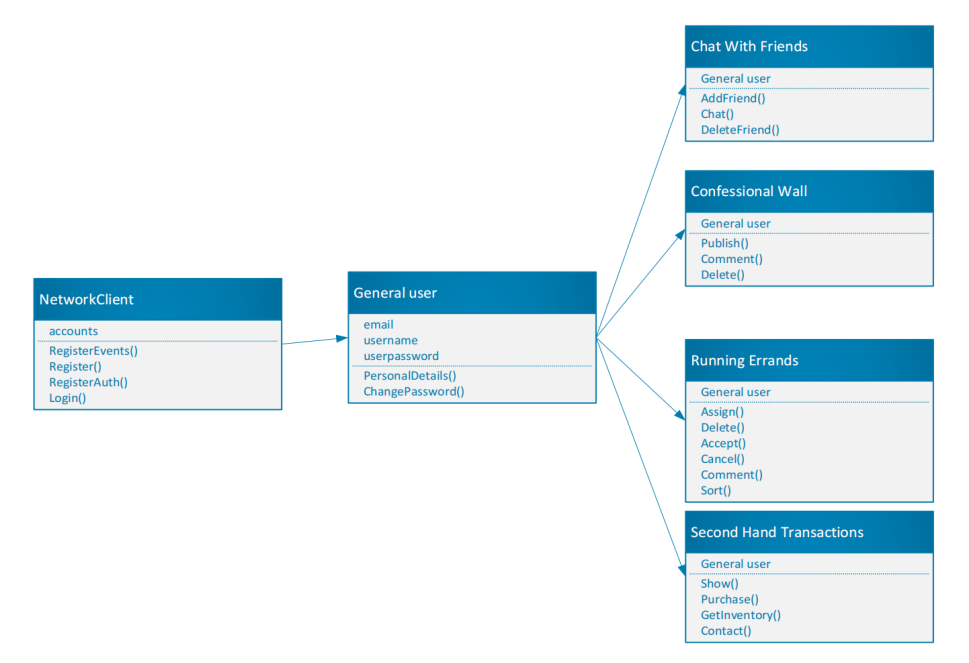 NetworkClient
accounts
RegisterEvents()
Register()
RegisterAuth()
Login()
General user
email
username
userpassword
PersonalDetails()
ChangePassword()
Chat With Friends
General user
AddFriend()
Chat()
DeleteFriend()
Confessional Wall
General user
Publish()
Comment()
Delete()
Running Errands
General user
Assign()
Delete()
Accept()
Cancel()
Comment()
Sort()
Second Hand Transactions
General user
Show()
Purchase()
GetInventory()
Contact()